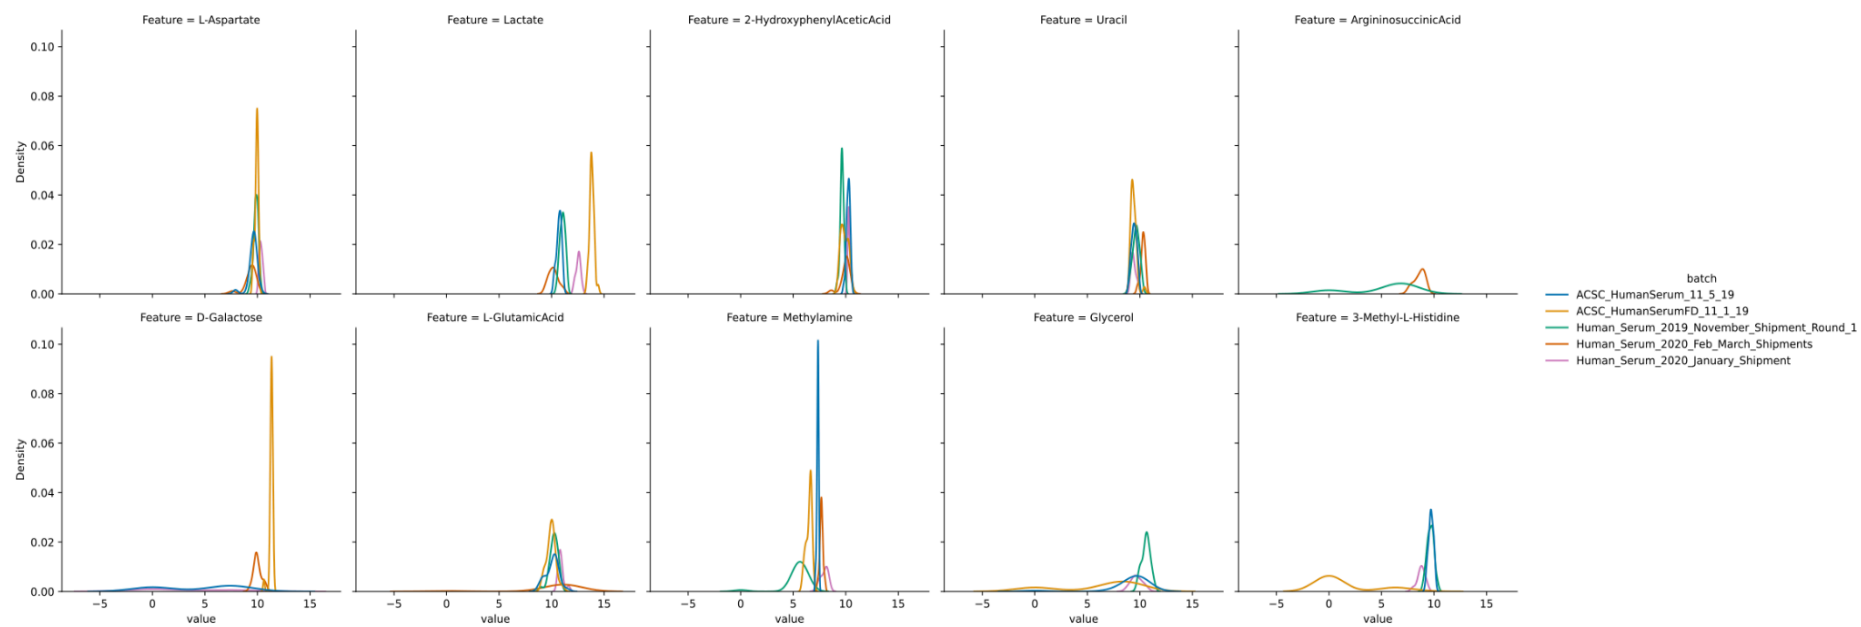 Feature = L-Aspartate
Feature = Lactate
Feature = 2-HydroxyphenylAceticAcid
Feature = Uracil
Feature = ArgininosuccinicAcid
0.10
0.08
0.06
0.04
0.02
0.00
Density
Feature = D-Galactose
Feature = L-GlutamicAcid
Feature = Methylamine
Feature = Glycerol
Feature = 3-Methyl-L-Histidine
0.10
0.08
0.06
0.04
0.02
0.00
Density
−5 0 5 10 15
−5 0 5 10 15
−5 0 5 10 15
−5 0 5 10 15
−5 0 5 10 15
value
value
value
value
value
batch
ACSC_HumanSerum_11_5_19
ACSC_HumanSerumFD_11_1_19
Human_Serum_2019_November_Shipment_Round_1
Human_Serum_2020_Feb_March_Shipments
Human_Serum_2020_January_Shipment